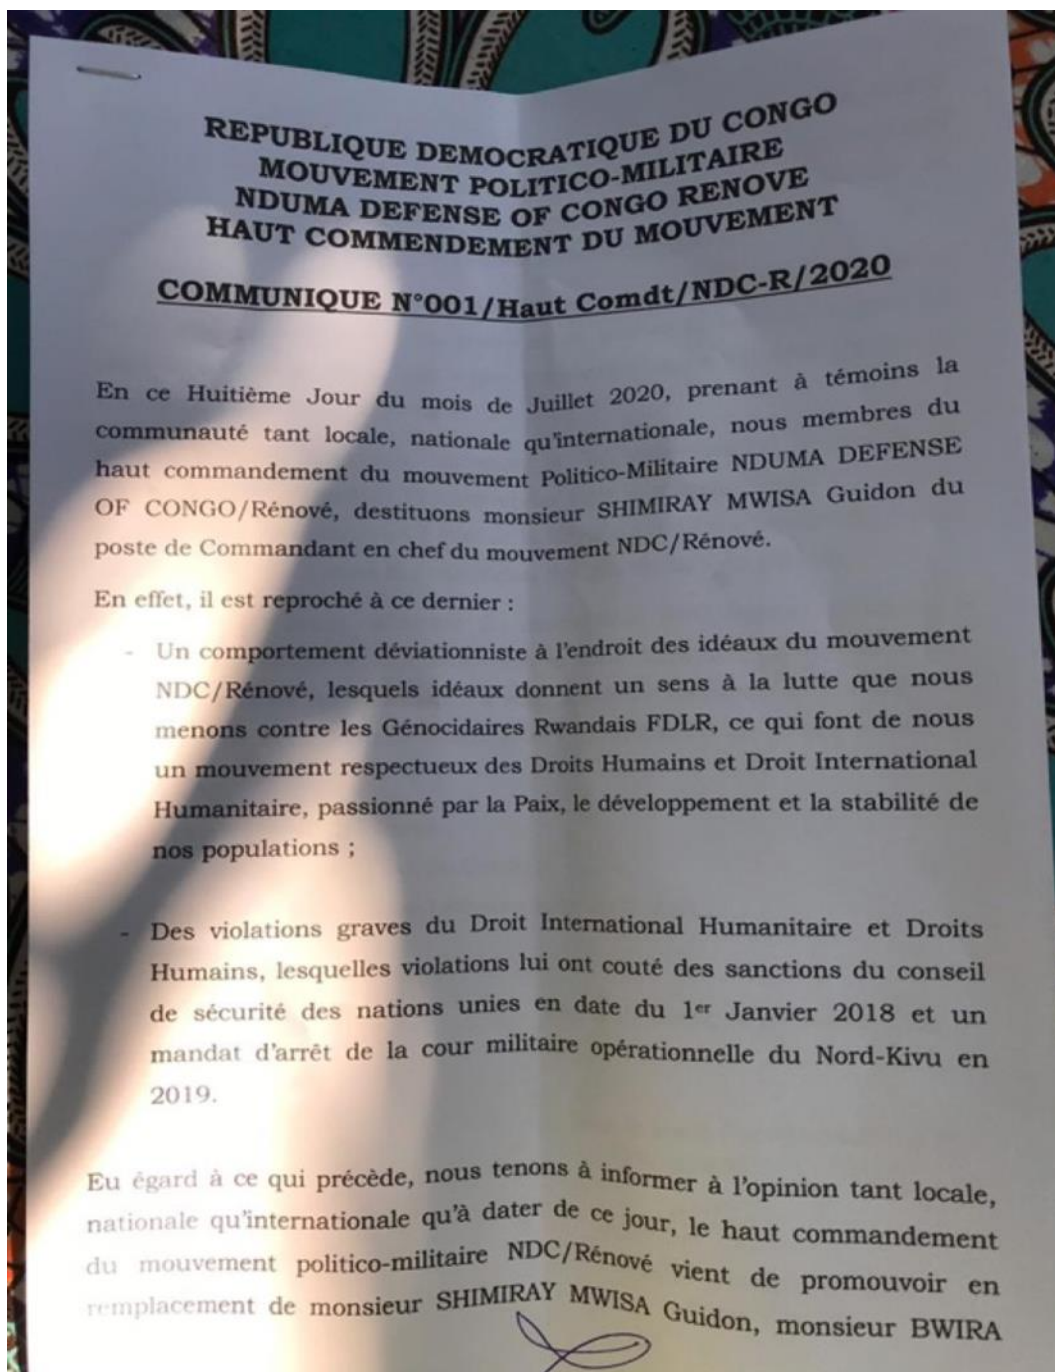 REPUBLIQUE DEMOCRATIQUE DU CONGO
MOUVEMENT POLITICO-MILITAIRE
NDUMA DEFENSE OF CONGO RENOVE
HAUT COMMENDEMENT DU MOUVEMENT
COMMUNIQUE N°001/Haut Comdt/NDC-R/2020
En ce Huitième Jour du mois de Juillet 2020, prenant à témoins la
communauté tant locale, nationale qu'internationale, nous membres du
haut commandement du mouvement Politico-Militaire NDUMA DEFENSE
OF CONGO/Rénové, destituons monsieur SHIMIRAY MWISA Guidon du
poste de Commandant en chef du mouvement NDC/Rénové.
En effet, il est reproché à ce dernier :
- Un comportement déviationniste à l'endroit des idéaux du mouvement
NDC/Rénové, lesquels idéaux donnent un sens à la lutte que nous
menons contre les Génocidaires Rwandais FDLR, ce qui font de nous
un mouvement respectueux des Droits Humains et Droit International
Humanitaire, passionné par la Paix, le développement et la stabilité de
nos populations ;
- Des violations graves du Droit International Humanitaire et Droits
Humains, lesquelles violations lui ont couté des sanctions du conseil
de sécurité des nations unies en date du 1er Janvier 2018 et un
mandat d'arrêt de la cour militaire opérationnelle du Nord-Kivu en
2019.
Eu égard à ce qui précède, nous tenons à informer à l'opinion tant locale,
nationale qu'internationale qu'à dater de ce jour, le haut commandement
du mouvement politico-militaire NDC/Rénové vient de promouvoir en
remplacement de monsieur SHIMIRAY MWISA Guidon, monsieur BWIRA